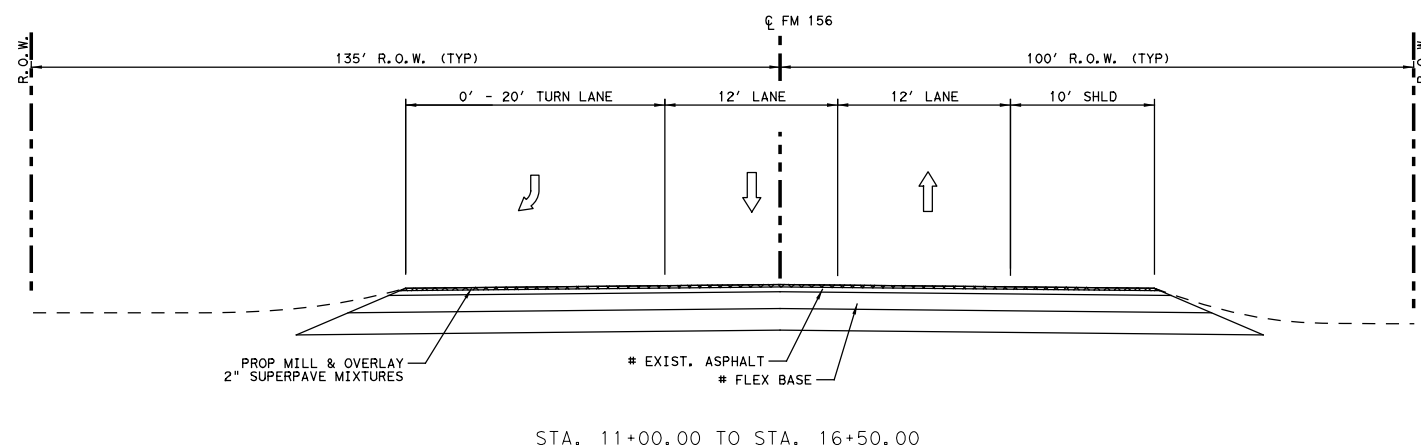 ℄ FM 156
R.O.W.
135' R.O.W. (TYP)
100' R.O.W. (TYP)
R.O.W.
0' - 20' TURN LANE
12' LANE
12' LANE
10' SHLD
PROP MILL & OVERLAY
2" SUPERPAVE MIXTURES
# EXIST. ASPHALT
# FLEX BASE
STA. 11+00.00 TO STA. 16+50.00